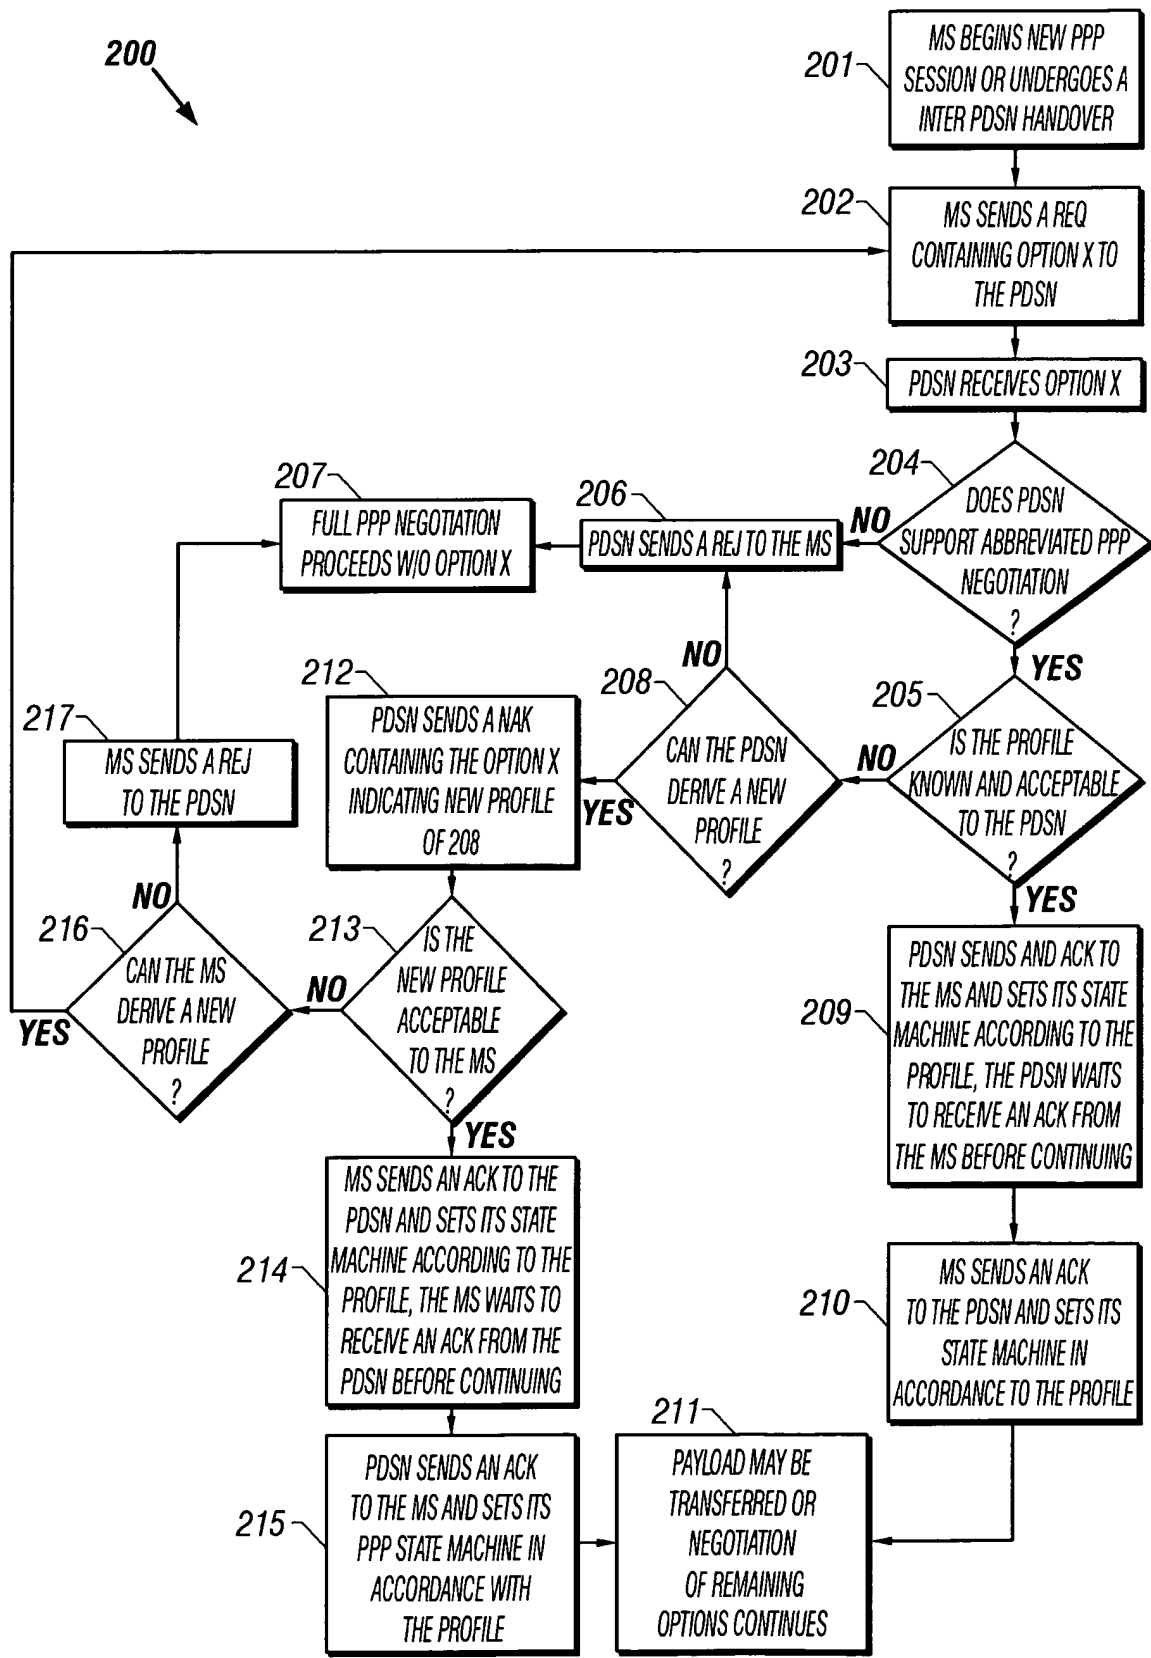 200
201
MS BEGINS NEW PPP
SESSION OR UNDERGOES A
INTER PDSN HANDOVER
202
MS SENDS A REQ
CONTAINING OPTION X TO
THE PDSN
203
PDSN RECEIVES OPTION X
204
DOES PDSN
SUPPORT ABBREVIATED PPP
NEGOTIATION
?
NO
YES
206
PDSN SENDS A REJ TO THE MS
207
FULL PPP NEGOTIATION
PROCEEDS W/O OPTION X
205
IS THE PROFILE
KNOWN AND ACCEPTABLE
TO THE PDSN
?
NO
YES
208
CAN THE PDSN
DERIVE A NEW
PROFILE
?
NO
YES
212
PDSN SENDS A NAK
CONTAINING THE OPTION X
INDICATING NEW PROFILE
OF 208
217
MS SENDS A REJ
TO THE PDSN
216
CAN THE MS
DERIVE A NEW
PROFILE
?
NO
YES
213
IS THE
NEW PROFILE
ACCEPTABLE
TO THE MS
?
NO
YES
209
PDSN SENDS AND ACK TO
THE MS AND SETS ITS STATE
MACHINE ACCORDING TO THE
PROFILE, THE PDSN WAITS
TO RECEIVE AN ACK FROM
THE MS BEFORE CONTINUING
214
MS SENDS AN ACK TO THE
PDSN AND SETS ITS STATE
MACHINE ACCORDING TO THE
PROFILE, THE MS WAITS TO
RECEIVE AN ACK FROM THE
PDSN BEFORE CONTINUING
210
MS SENDS AN ACK
TO THE PDSN AND SETS ITS
STATE MACHINE IN
ACCORDANCE TO THE PROFILE
215
PDSN SENDS AN ACK
TO THE MS AND SETS ITS
PPP STATE MACHINE IN
ACCORDANCE WITH
THE PROFILE
211
PAYLOAD MAY BE
TRANSFERRED OR
NEGOTIATION
OF REMAINING
OPTIONS CONTINUES